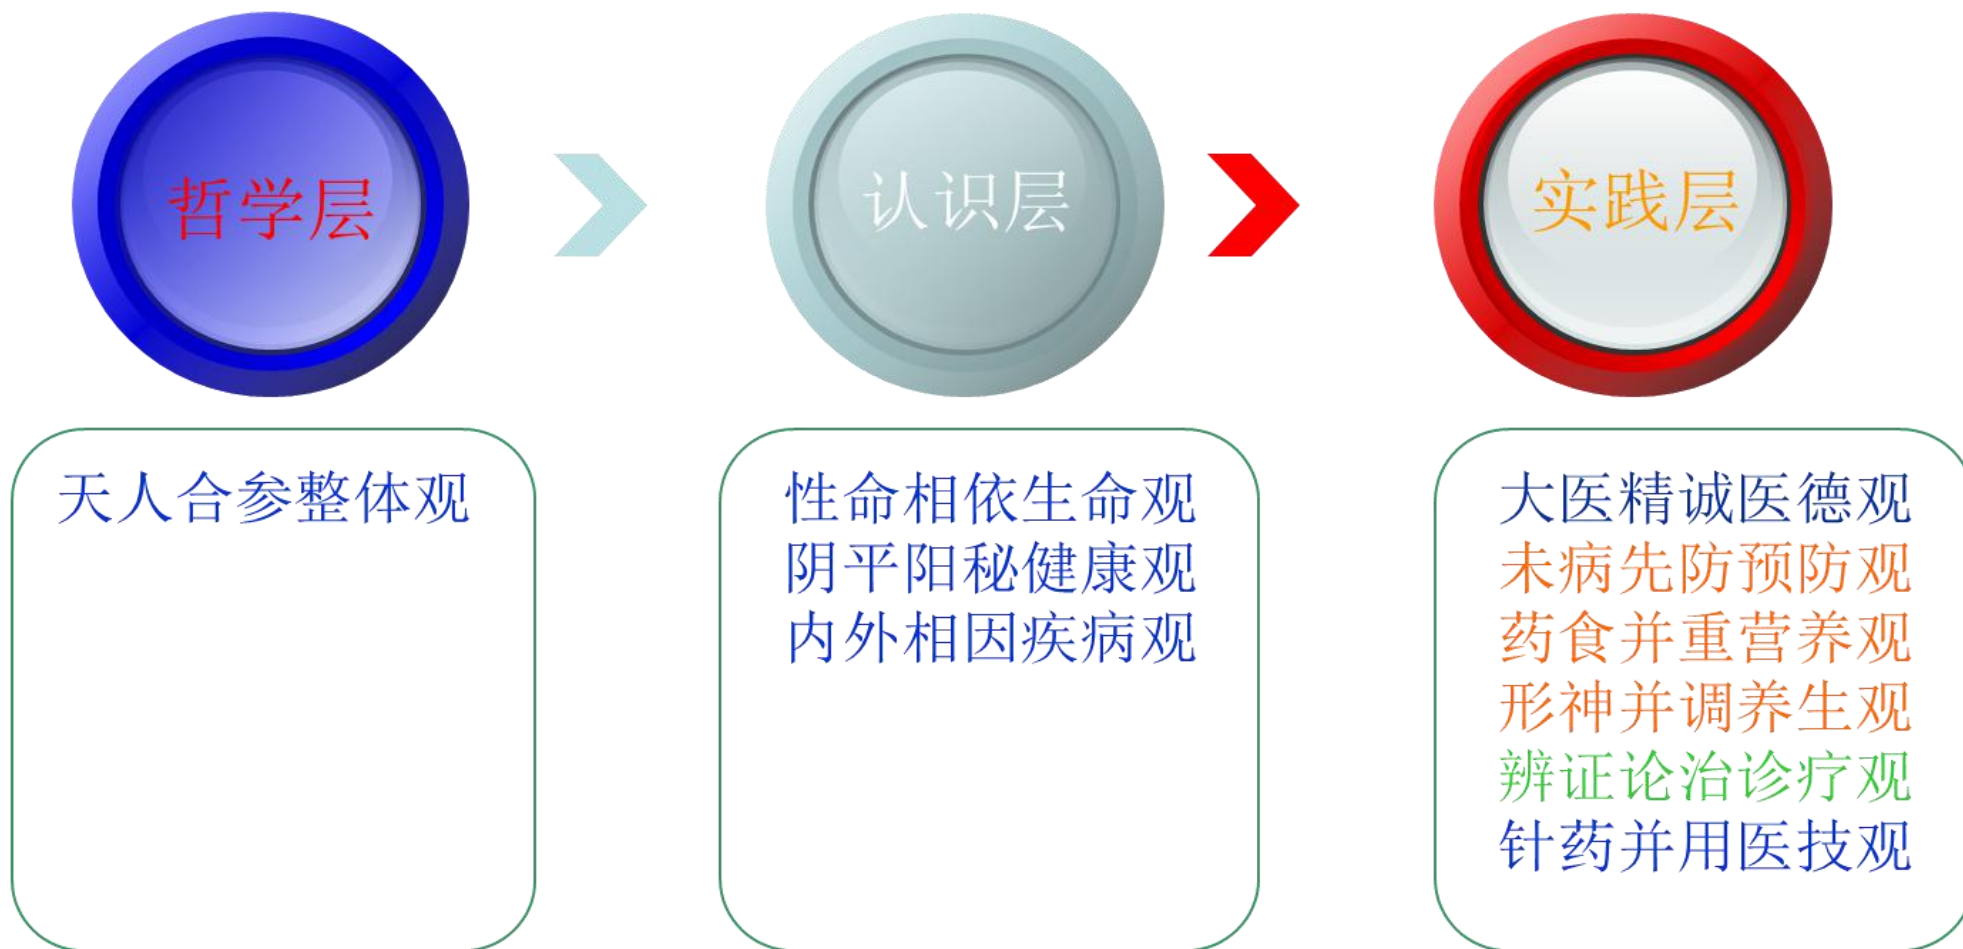 哲学层
认识层
实践层
天人合参整体观
性命相依生命观
阴平阳秘健康观
内外相因疾病观
大医精诚医德观
未病先防预防观
药食并重营养观
形神并调养生观
辨证论治诊疗观
针药并用医技观